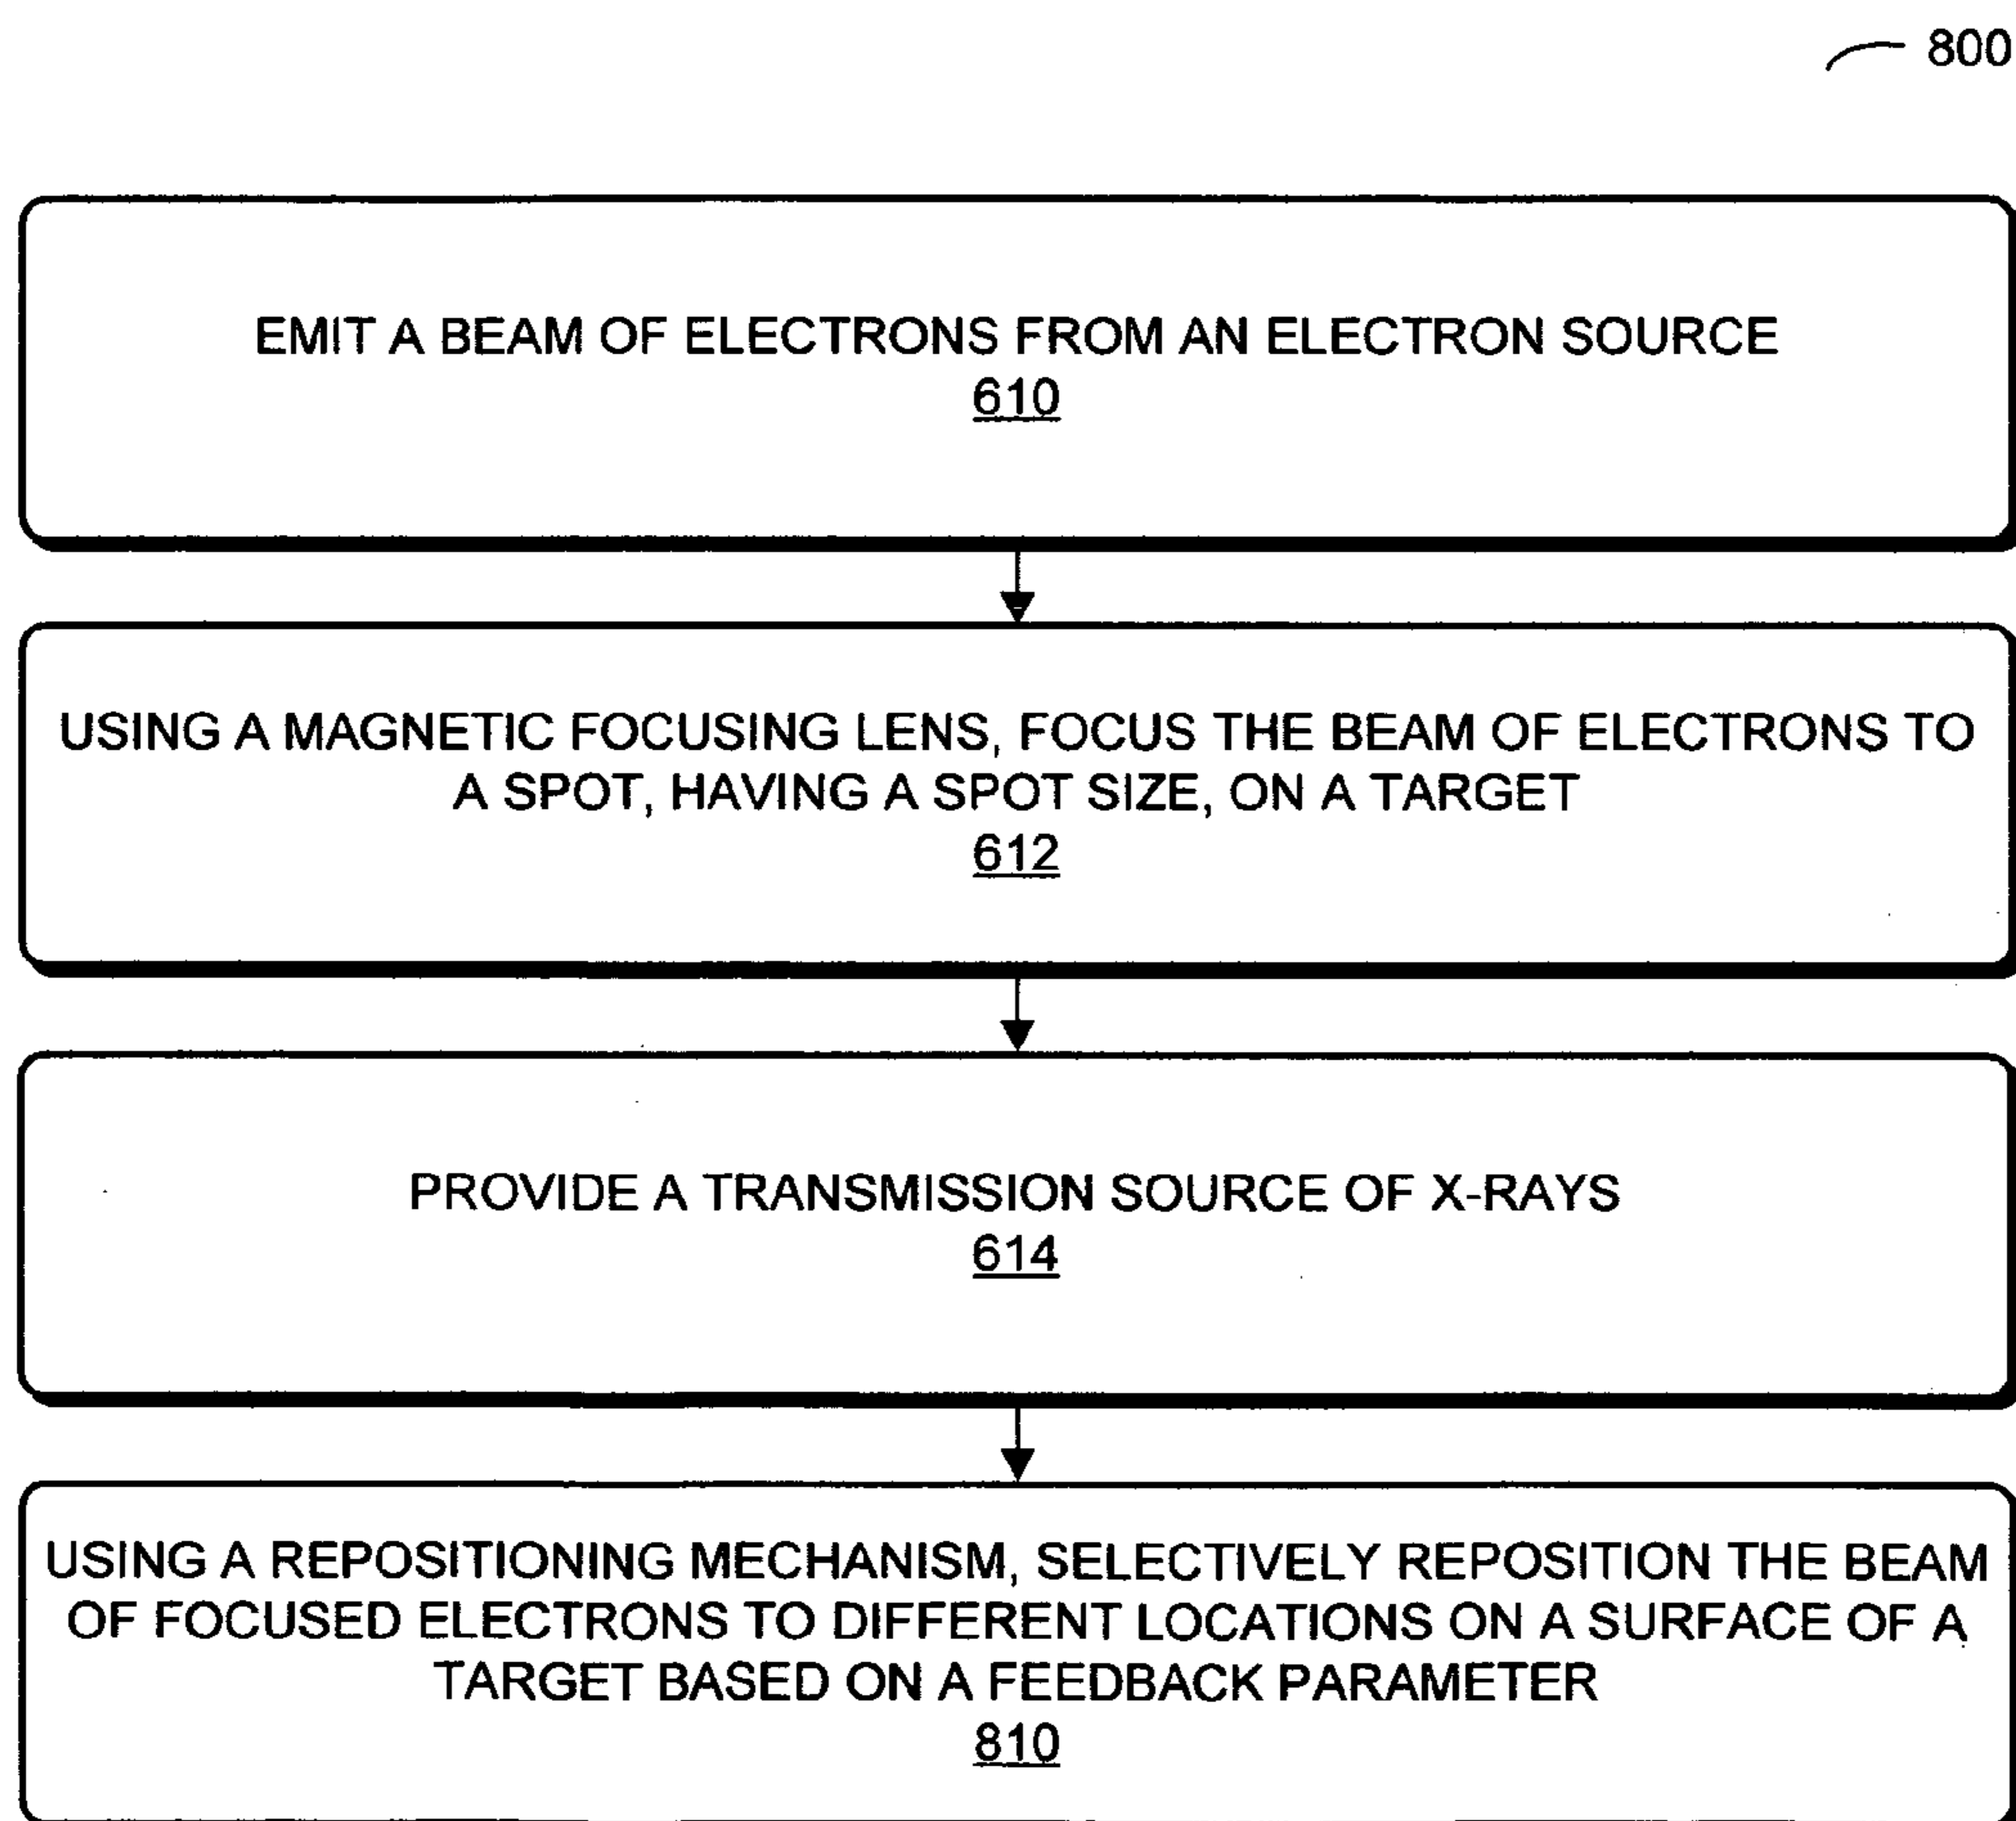 800
EMIT A BEAM OF ELECTRONS FROM AN ELECTRON SOURCE
610
USING A MAGNETIC FOCUSING LENS, FOCUS THE BEAM OF ELECTRONS TO
A SPOT, HAVING A SPOT SIZE, ON A TARGET
612
PROVIDE A TRANSMISSION SOURCE OF X-RAYS
614
USING A REPOSITIONING MECHANISM, SELECTIVELY REPOSITION THE BEAM
OF FOCUSED ELECTRONS TO DIFFERENT LOCATIONS ON A SURFACE OF A
TARGET BASED ON A FEEDBACK PARAMETER
810